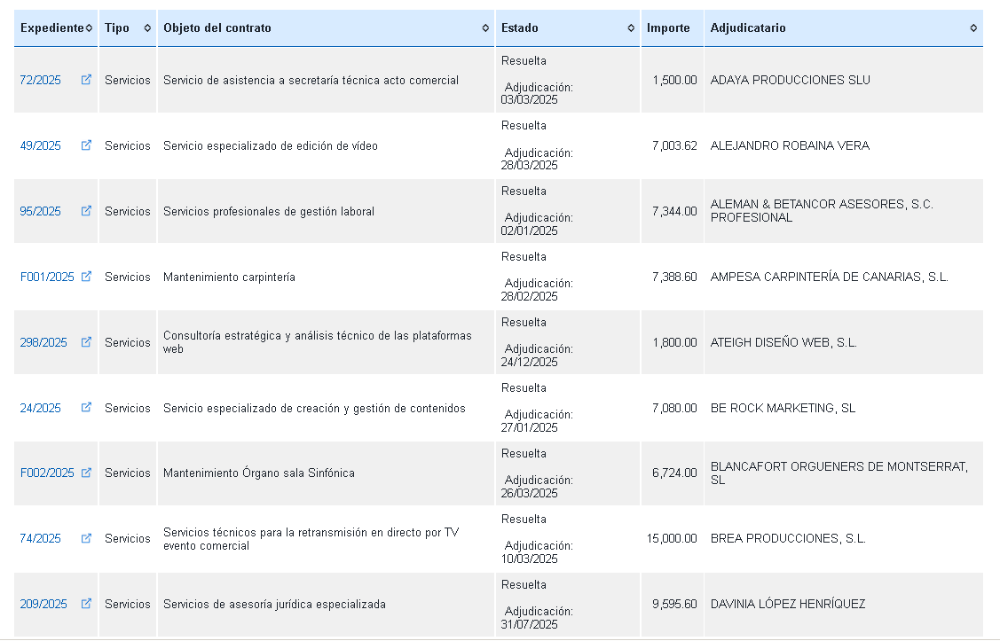 Expediente Tipo Objeto del contrato Estado Importe Adjudicatario
Resuelta
72/2025 Servicios Servicio de asistencia a secretaría técnica acto comercial 1,500.00 ADAYA PRODUCCIONES SLU
Adjudicación:
03/03/2025
Resuelta
49/2025 Servicios Servicio especializado de edición de vídeo 7,003.62 ALEJANDRO ROBAINA VERA
Adjudicación:
28/03/2025
Resuelta
95/2025 Servicios Servicios profesionales de gestión laboral 7,344.00 ALEMAN & BETANCOR ASESORES, S.C.
PROFESIONAL
Adjudicación:
02/01/2025
Resuelta
F001/2025 Servicios Mantenimiento carpintería 7,388.60 AMPESA CARPINTERÍA DE CANARIAS, S.L.
Adjudicación:
28/02/2025
Resuelta
298/2025 Servicios Consultoría estratégica y análisis técnico de las plataformas
web 1,800.00 ATEIGH DISEÑO WEB, S.L.
Adjudicación:
24/12/2025
Resuelta
24/2025 Servicios Servicio especializado de creación y gestión de contenidos 7,080.00 BE ROCK MARKETING, SL
Adjudicación:
27/01/2025
Resuelta
F002/2025 Servicios Mantenimiento Órgano sala Sinfónica 6,724.00 BLANCAFORT ORGUENERS DE MONTSERRAT,
SL
Adjudicación:
26/03/2025
Resuelta
74/2025 Servicios Servicios técnicos para la retransmisión en directo por TV
evento comercial 15,000.00 BREA PRODUCCIONES, S.L.
Adjudicación:
10/03/2025
Resuelta
209/2025 Servicios Servicios de asesoría jurídica especializada 9,595.60 DAVINIA LÓPEZ HENRÍQUEZ
Adjudicación:
31/07/2025